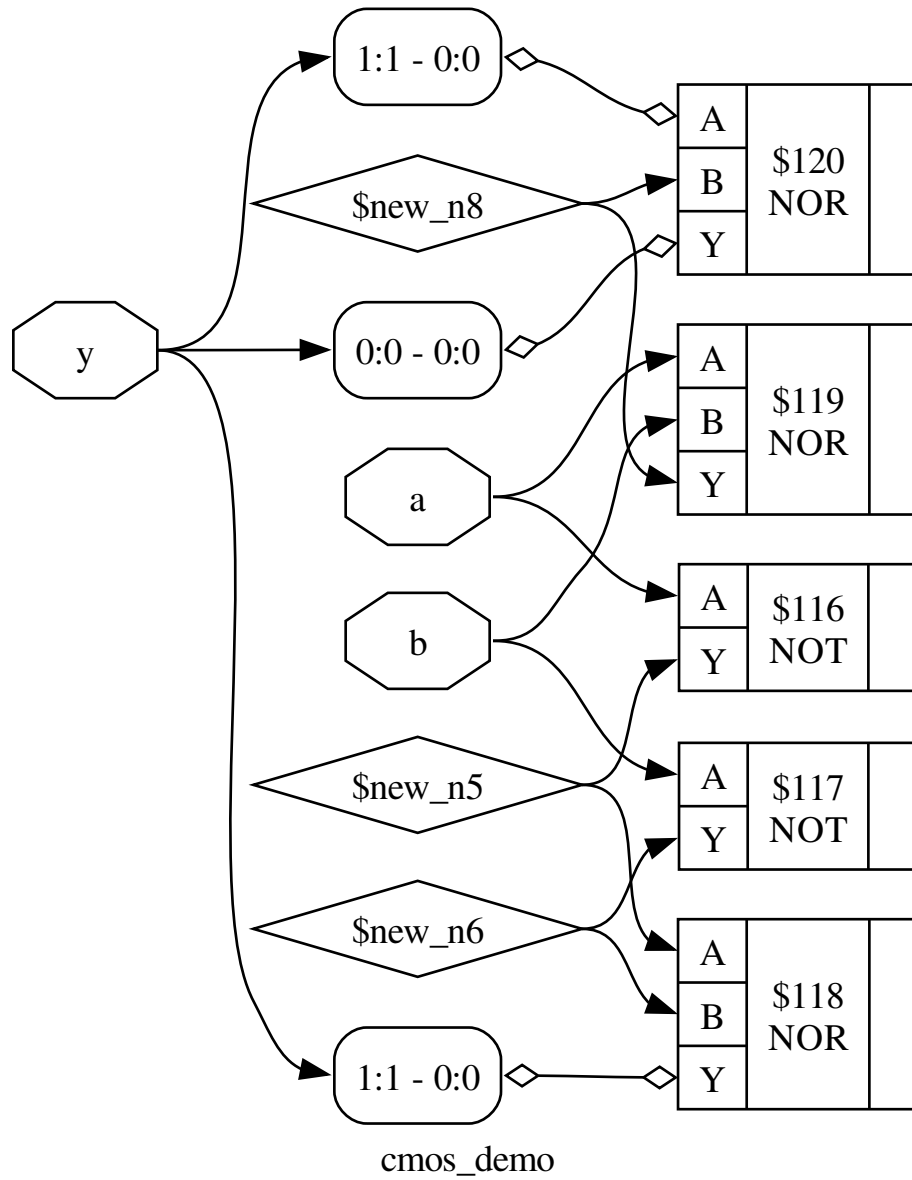 1:1 - 0:0
A
B
Y
$120
NOR
$new_n8
y
0:0 - 0:0
A
B
Y
$119
NOR
a
A
Y
$116
NOT
b
$new_n5
A
Y
$117
NOT
$new_n6
A
B
Y
$118
NOR
1:1 - 0:0
cmos_demo